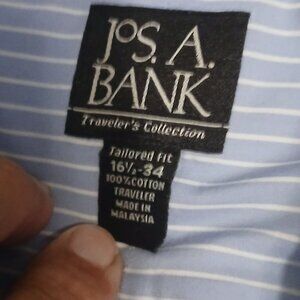 JOS. A.
BANK
Traveler's Collection
Tailored Fit
16½-34
100%COTTON
TRAVELER
MADE IN
MALAYSIA